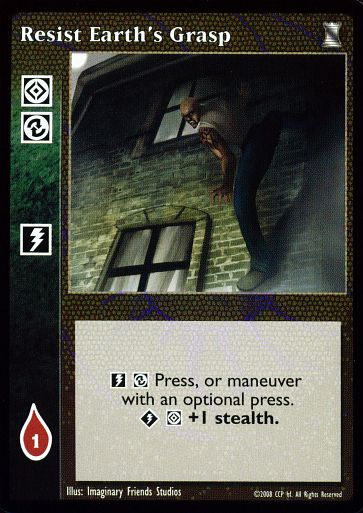 Resist Earth's Grasp
Press, or maneuver
with an optional press.
+1 stealth.
1
Illus: Imaginary Friends Studios
©2008 CCP hf. All Rights Reserved